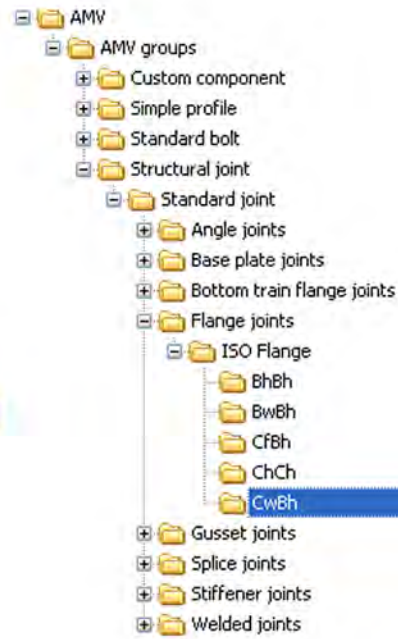 AMV
AMV groups
Custom component
Simple profile
Standard bolt
Structural joint
Standard joint
Angle joints
Base plate joints
Bottom train flange joints
Flange joints
ISO Flange
BhBh
BwBh
CfBh
ChCh
CwBh
Gusset joints
Splice joints
Stiffener joints
Welded joints